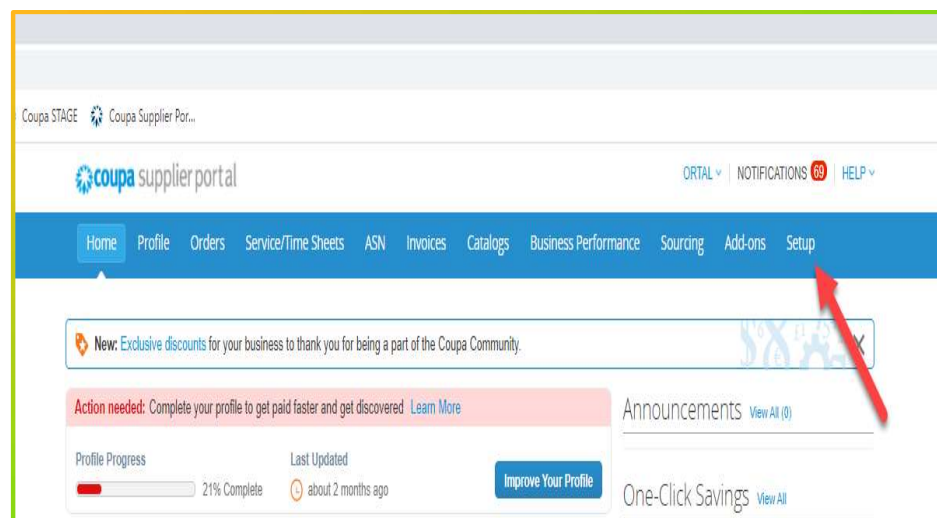 Coupa STAGE Coupa Supplier Por...
coupa supplier portal
ORTAL NOTIFICATIONS 69 HELP
Home Profile Orders Service/Time Sheets ASN Invoices Catalogs Business Performance Sourcing Add-ons Setup
New: Exclusive discounts for your business to thank you for being a part of the Coupa Community.
Action needed: Complete your profile to get paid faster and get discovered Learn More
Announcements View All (0)
Profile Progress Last Updated
21% Complete about 2 months ago
Improve Your Profile
One-Click Savings View All